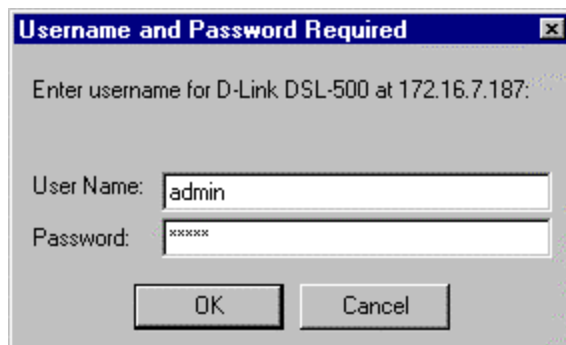 Username and Password Required
Enter username for D-Link DSL-500 at 172.16.7.187:
User Name: admin
Password: *****
OK Cancel